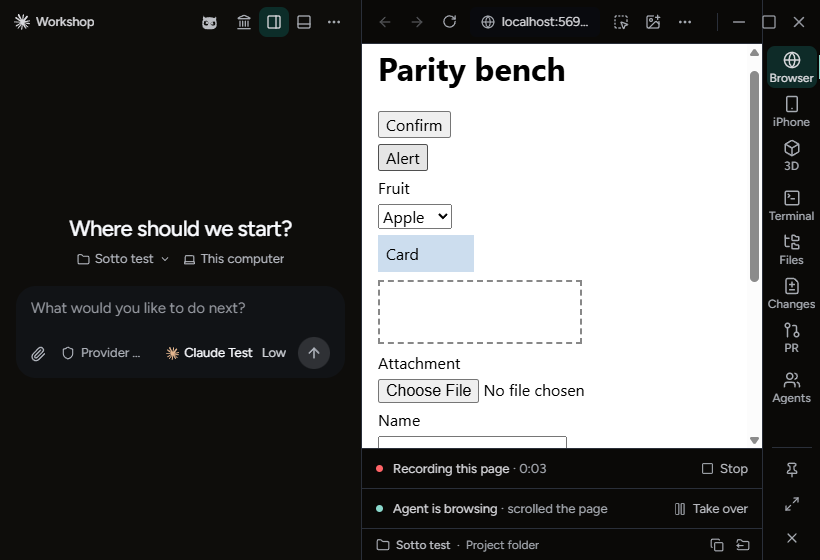 Workshop
localhost:569...
Where should we start?
Sotto test
This computer
What would you like to do next?
Provider ...
Claude Test Low
Parity bench
Confirm
Alert
Fruit
Apple
Card
Attachment
Choose File No file chosen
Name
Recording this page · 0:03
Stop
Agent is browsing · scrolled the page
Take over
Sotto test · Project folder
Browser
iPhone
3D
Terminal
Files
Changes
PR
Agents